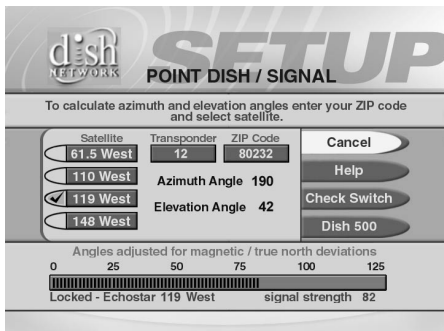 dish
NETWORK
SETUP
POINT DISH / SIGNAL
To calculate azimuth and elevation angles enter your ZIP code
and select satellite.
Satellite Transponder ZIP Code
61.5 West 12 80232
110 West
119 West
148 West
Azimuth Angle 190
Elevation Angle 42
Cancel
Help
Check Switch
Dish 500
Angles adjusted for magnetic / true north deviations
0 25 50 75 100 125
Locked - Echostar 119 West signal strength 82